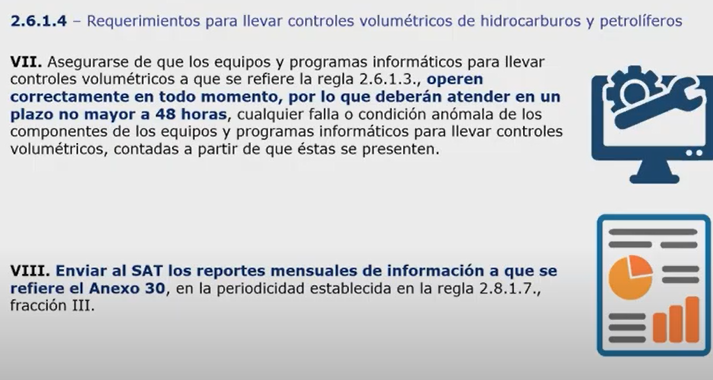 2.6.1.4 – Requerimientos para llevar controles volumétricos de hidrocarburos y petrolíferos
VII. Asegurarse de que los equipos y programas informáticos para llevar
controles volumétricos a que se refiere la regla 2.6.1.3., operen
correctamente en todo momento, por lo que deberán atender en un
plazo no mayor a 48 horas, cualquier falla o condición anómala de los
componentes de los equipos y programas informáticos para llevar controles
volumétricos, contadas a partir de que éstas se presenten.
VIII. Enviar al SAT los reportes mensuales de información a que se
refiere el Anexo 30, en la periodicidad establecida en la regla 2.8.1.7.,
fracción III.